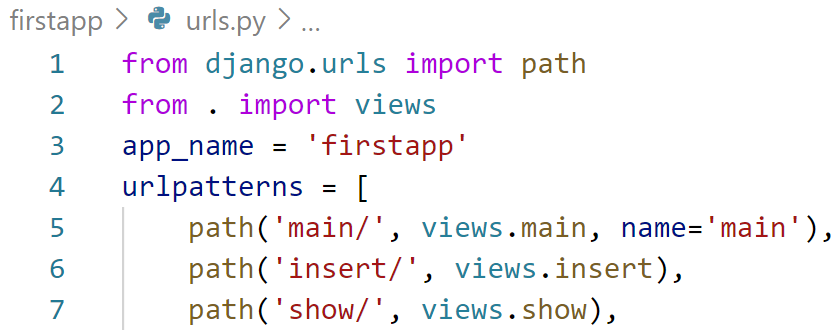 firstapp > urls.py > ...
1 from django.urls import path
2 from . import views
3 app_name = 'firstapp'
4 urlpatterns = [
5     path('main/', views.main, name='main'),
6     path('insert/', views.insert),
7     path('show/', views.show),